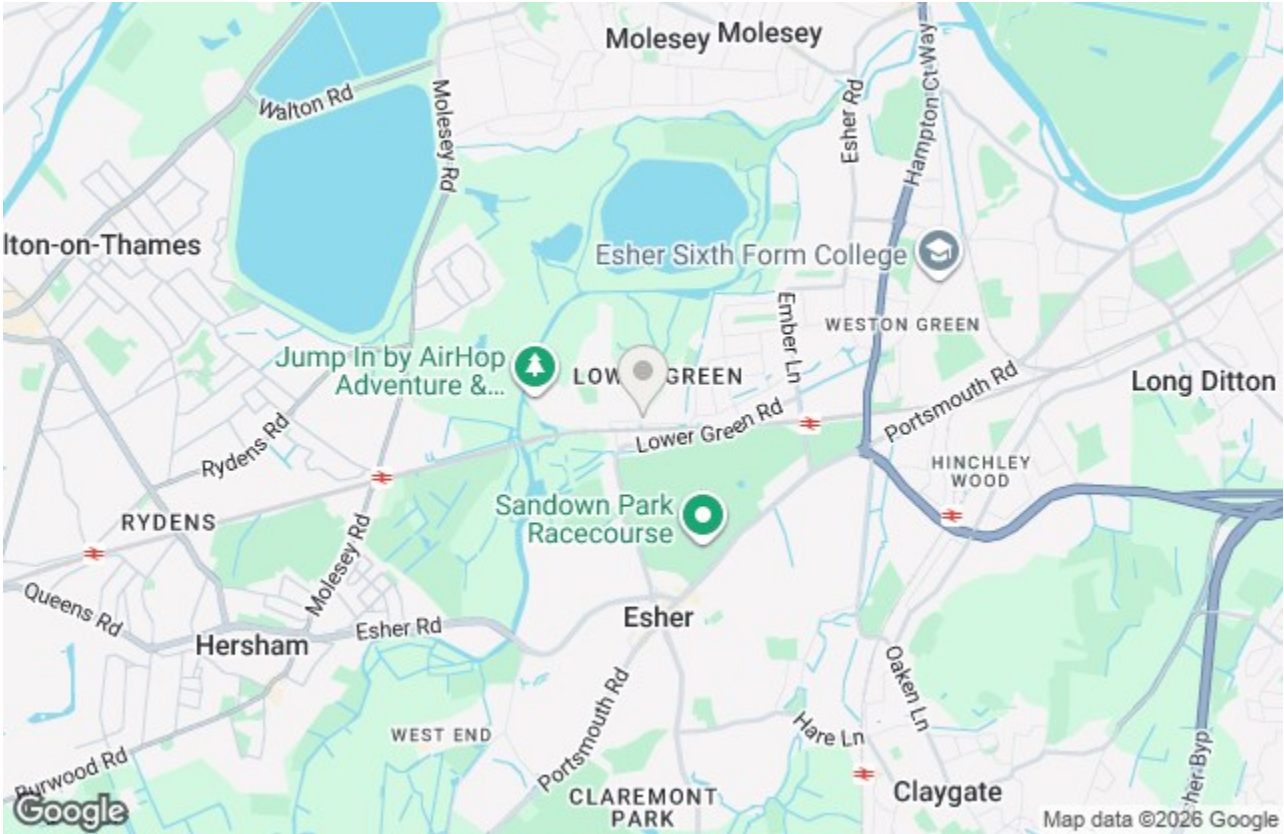 Molesey Molesey
Walton Rd
Molesey Rd
Esher Rd
Hampton Ct Way
lton-on-Thames
Esher Sixth Form College
Ember Ln
WESTON GREEN
Jump In by AirHop
Adventure &...
LOW GREEN
Long Ditton
Portsmouth Rd
Lower Green Rd
Rydens Rd
HINCHLEY
WOOD
Sandown Park
Racecourse
RYDENS
Molesey Rd
Queens Rd
Esher
Hersham
Esher Rd
Oaken Ln
Portsmouth Rd
WEST END
Hare Ln
Burwood Rd
CLAREMONT
PARK
Claygate
her Byp
Google
Map data ©2026 Google